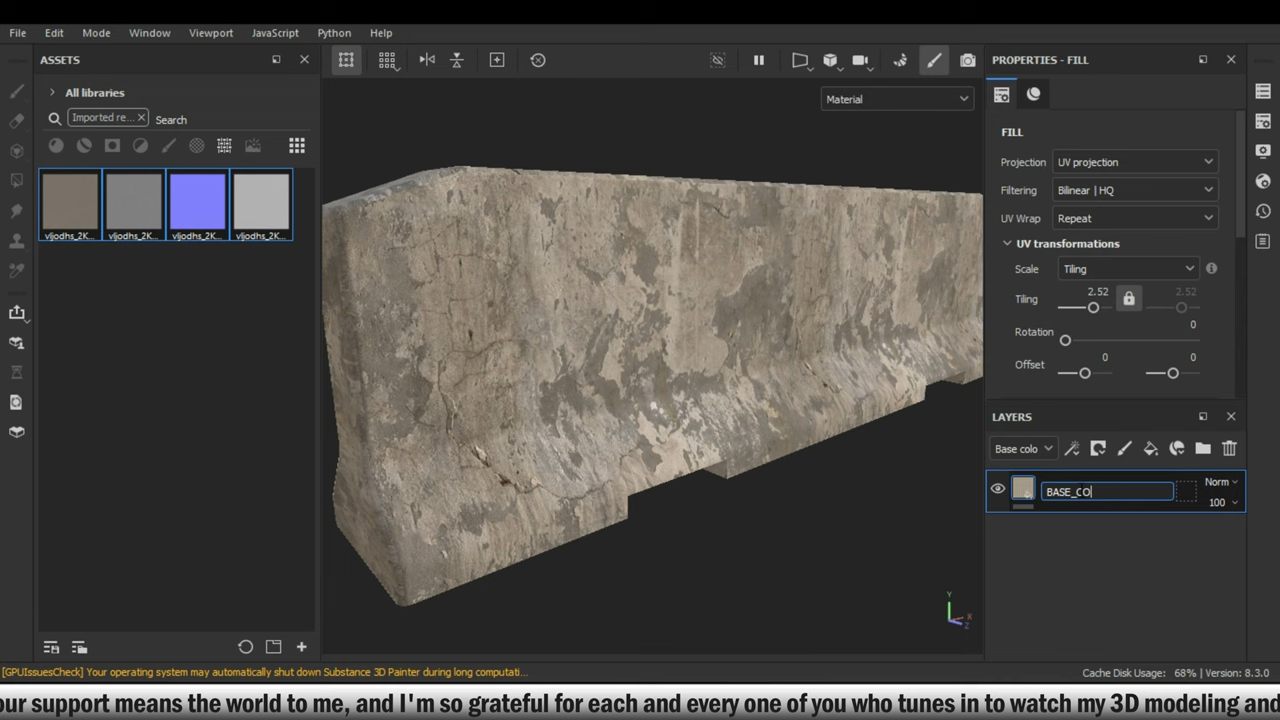 File Edit Mode Window Viewport JavaScript Python Help
ASSETS
All libraries
Imported re... Search
vljodhs_2K... vljodhs_2K... vljodhs_2K... vljodhs_2K...
Material
Y
X
Z
PROPERTIES - FILL
FILL
Projection UV projection
Filtering Bilinear | HQ
UV Wrap Repeat
UV transformations
Scale Tiling
Tiling 2.52 2.52
Rotation 0
Offset 0 0
LAYERS
Base colo
BASE_CO Norm
100
[GPUIssuesCheck] Your operating system may automatically shut down Substance 3D Painter during long computati...
Cache Disk Usage: 68% | Version: 8.3.0
our support means the world to me, and I'm so grateful for each and every one of you who tunes in to watch my 3D modeling and